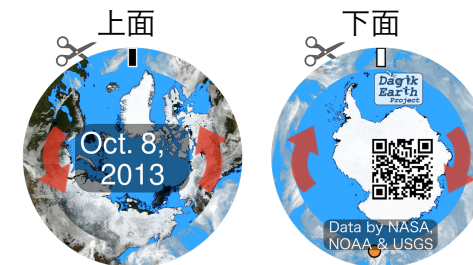 上面
下面
Oct. 8,
2013
Dagik
Earth
Project
Data by NASA,
NOAA & USGS